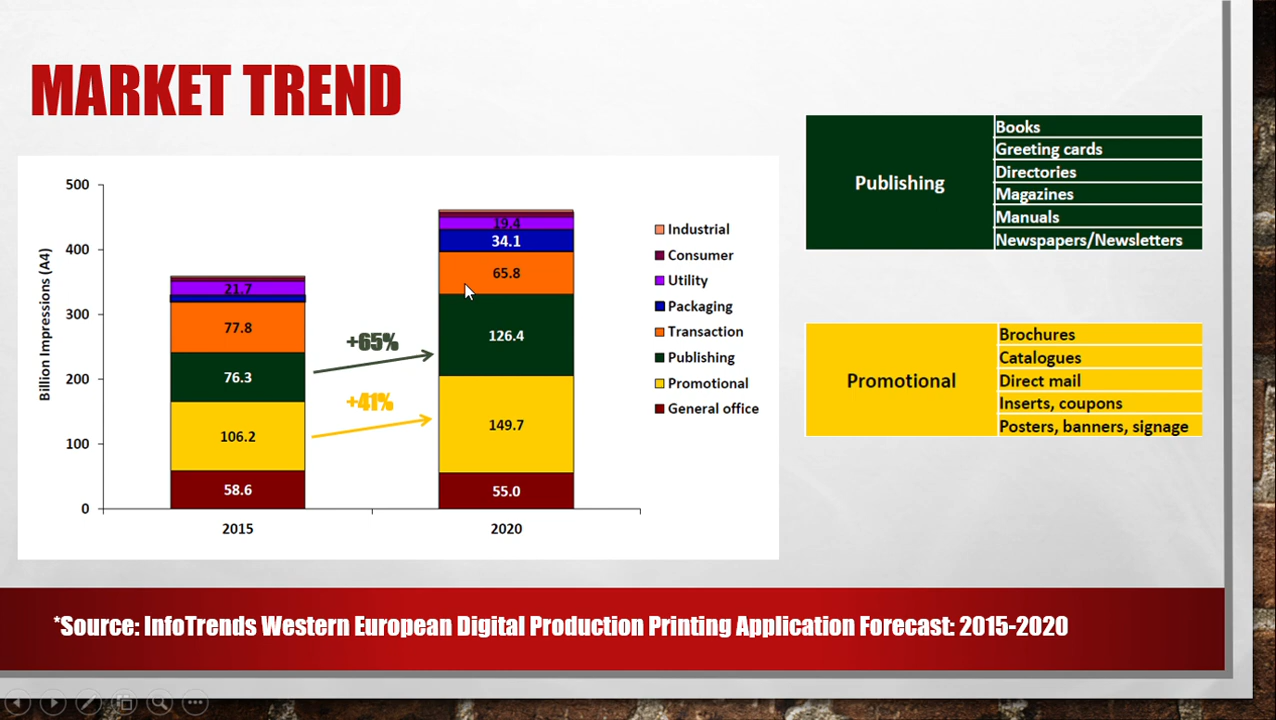 MARKET TREND
Billion Impressions (A4)
500
400
300
200
100
0
21.7
77.8
76.3
106.2
58.6
2015
+65%
+41%
19.4
34.1
65.8
126.4
149.7
55.0
2020
Industrial
Consumer
Utility
Packaging
Transaction
Publishing
Promotional
General office
Publishing
Books
Greeting cards
Directories
Magazines
Manuals
Newspapers/Newsletters
Promotional
Brochures
Catalogues
Direct mail
Inserts, coupons
Posters, banners, signage
*Source: InfoTrends Western European Digital Production Printing Application Forecast: 2015-2020